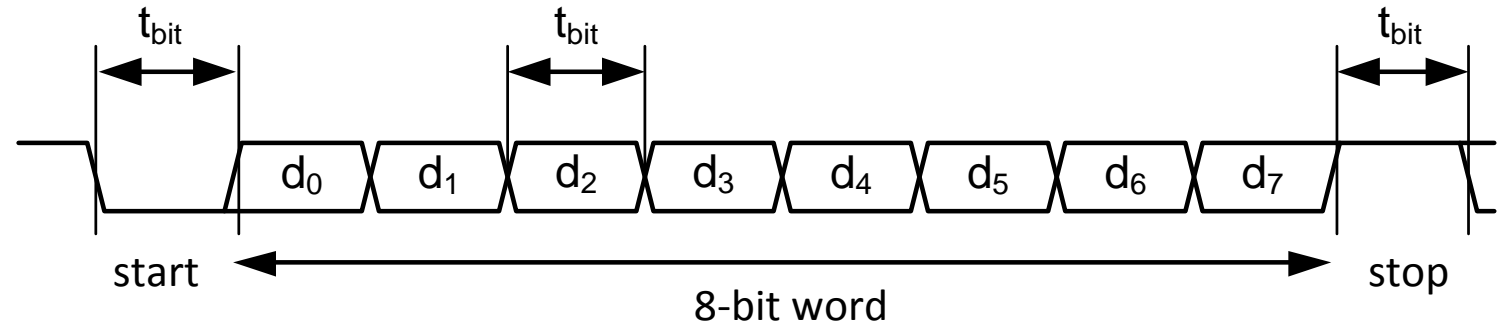 t_bit t_bit t_bit
d_0 d_1 d_2 d_3 d_4 d_5 d_6 d_7
start stop
8-bit word